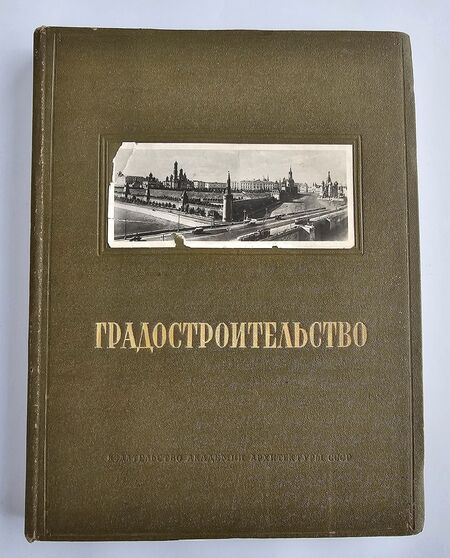 ГРАДОСТРОИТЕЛЬСТВО
ИЗДАТЕЛЬСТВО АКАДЕМИИ АРХИТЕКТУРЫ СССР